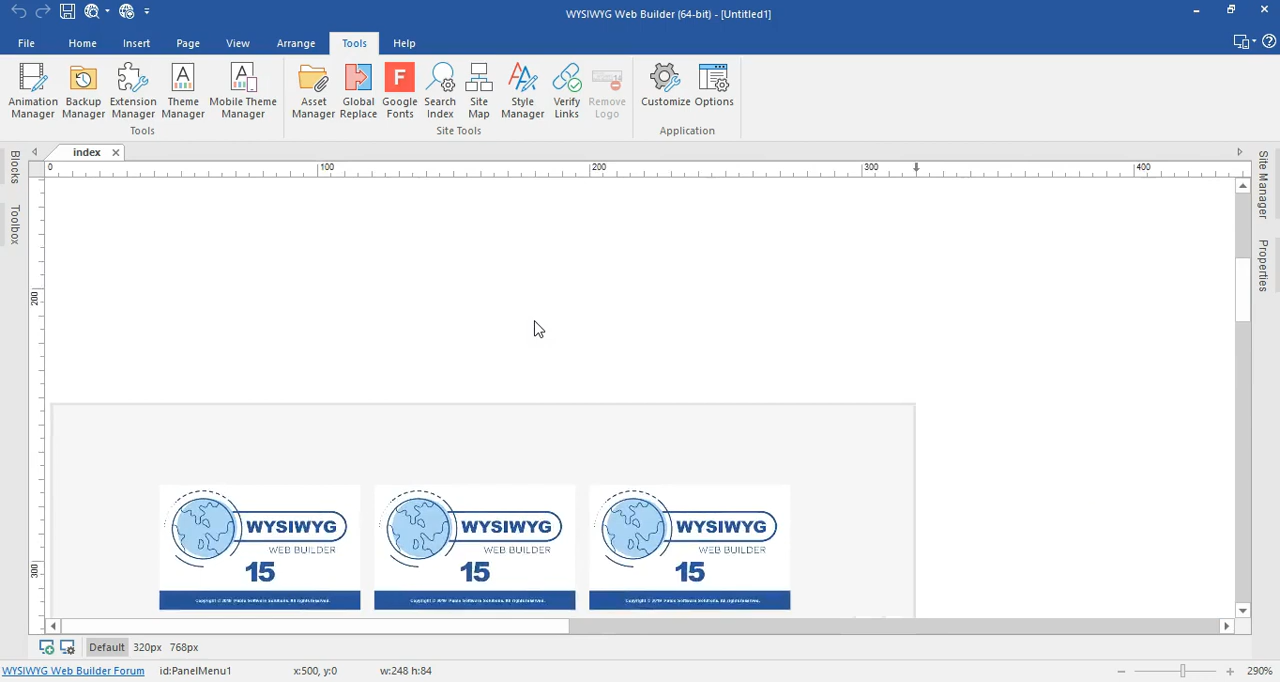 WYSIWYG Web Builder (64-bit) - [Untitled1]
File Home Insert Page View Arrange Tools Help
Animation Manager
Backup Manager
Extension Manager
Theme Manager
Mobile Theme Manager
Asset Manager
Global Replace
Google Fonts
Search Index
Site Map
Style Manager
Verify Links
Remove Logo
Customize
Options
Tools
Site Tools
Application
index
0 100 200 300 400
Blocks
Toolbox
Site Manager
Properties
200
300
WYSIWYG
WEB BUILDER
15
WYSIWYG
WEB BUILDER
15
WYSIWYG
WEB BUILDER
15
Default 320px 768px
WYSIWYG Web Builder Forum id:PanelMenu1 x:500, y:0 w:248 h:84 290%